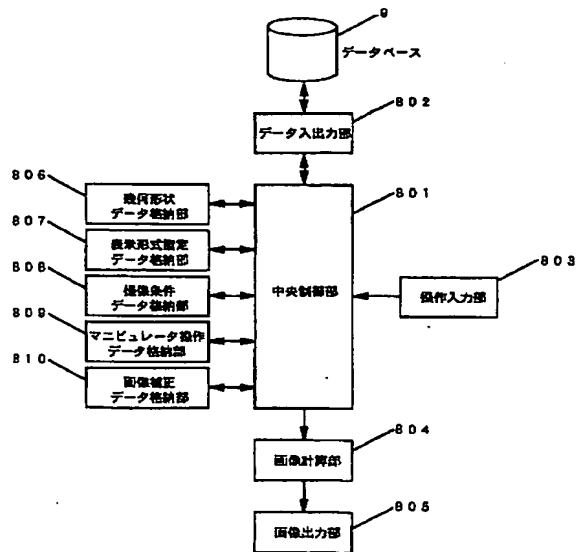 9
データベース
802
データ入出力部
806
幾何形状
データ格納部
801
807
表示形式指定
データ格納部
808
撮像条件
データ格納部
中央制御部
803
操作入力部
809
マニピュレータ操作
データ格納部
810
画像補正
データ格納部
804
画像計算部
805
画像出力部